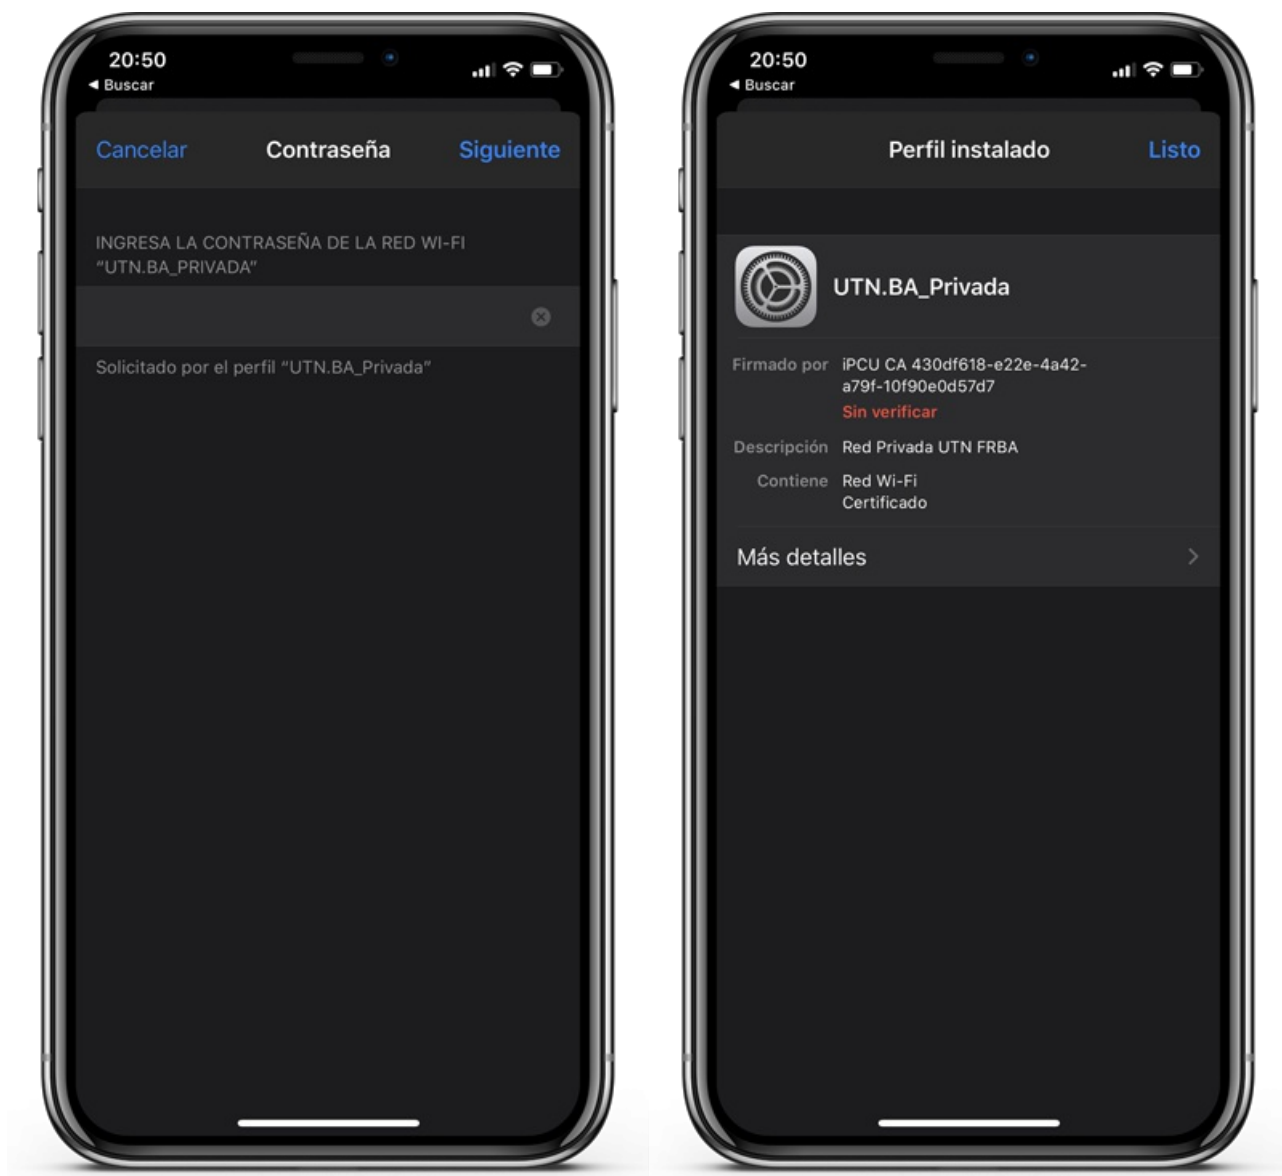 20:50
◀ Buscar
Cancelar
Contraseña
Siguiente
INGRESA LA CONTRASEÑA DE LA RED WI-FI
“UTN.BA_PRIVADA”
Solicitado por el perfil “UTN.BA_Privada”
20:50
◀ Buscar
Perfil instalado
Listo
UTN.BA_Privada
Firmado por iPCU CA 430df618-e22e-4a42-
a79f-10f90e0d57d7
Sin verificar
Descripción Red Privada UTN FRBA
Contiene Red Wi-Fi
Certificado
Más detalles